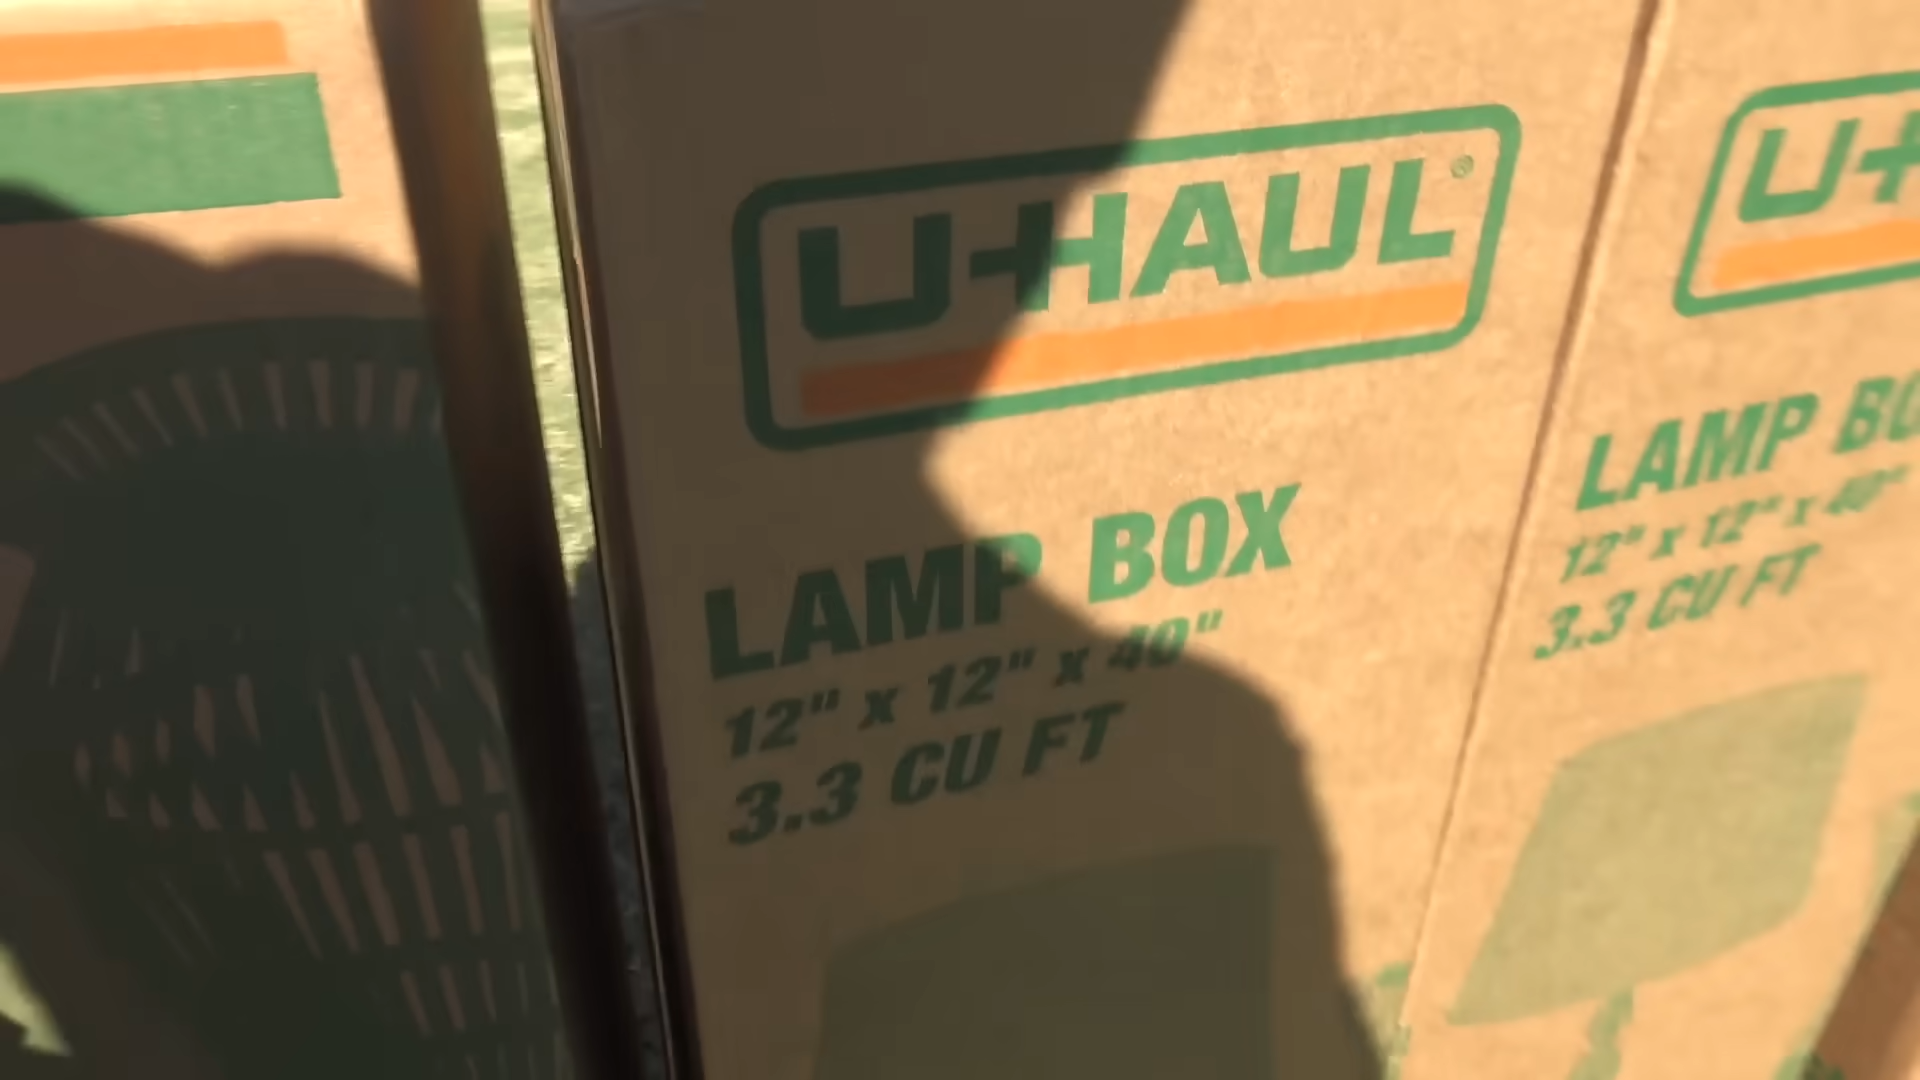 U-HAUL®
LAMP BOX
12" x 12" x 40"
3.3 CU FT
U-H
LAMP BO
12" x 12" x 40"
3.3 CU FT